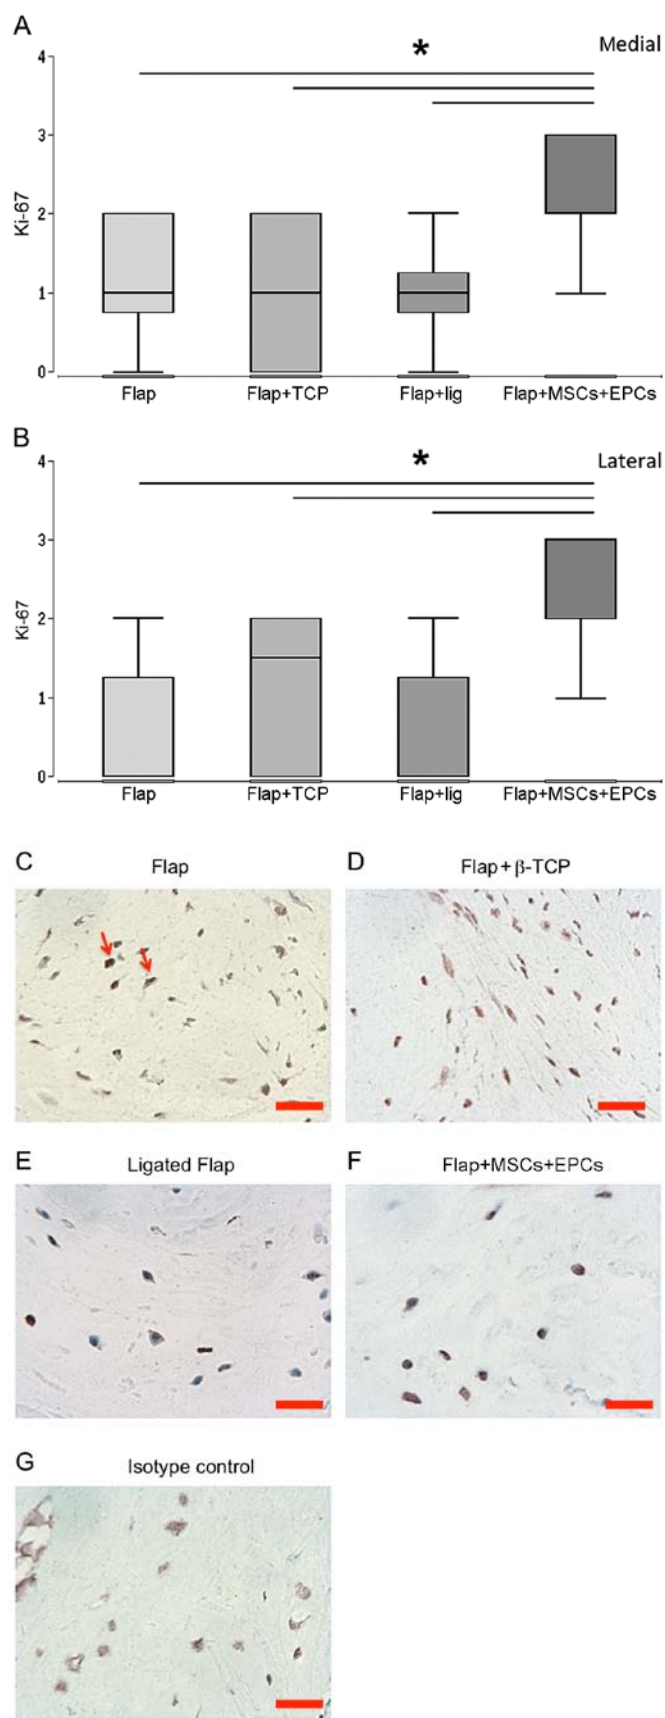 A
Medial
*
4
3
2
1
0
Ki-67
Flap
Flap+TCP
Flap+lig
Flap+MSCs+EPCs
B
Lateral
*
4
3
2
1
0
Ki-67
Flap
Flap+TCP
Flap+lig
Flap+MSCs+EPCs
C
Flap
D
Flap+β-TCP
E
Ligated Flap
F
Flap+MSCs+EPCs
G
Isotype control